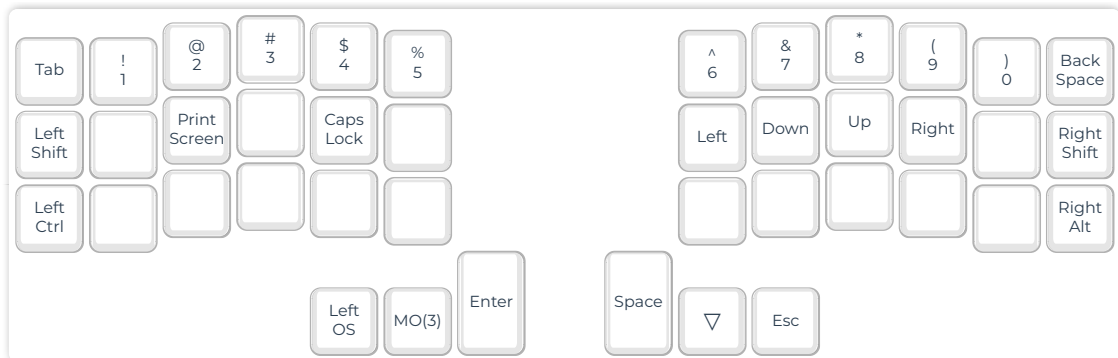 Tab
!
1
@
2
#
3
$
4
%
5
^
6
&
7
*
8
(
9
)
0
Back
Space
Left
Shift
Print
Screen
Caps
Lock
Left
Down
Up
Right
Right
Shift
Left
Ctrl
Right
Alt
Left
OS
MO(3)
Enter
Space
▽
Esc